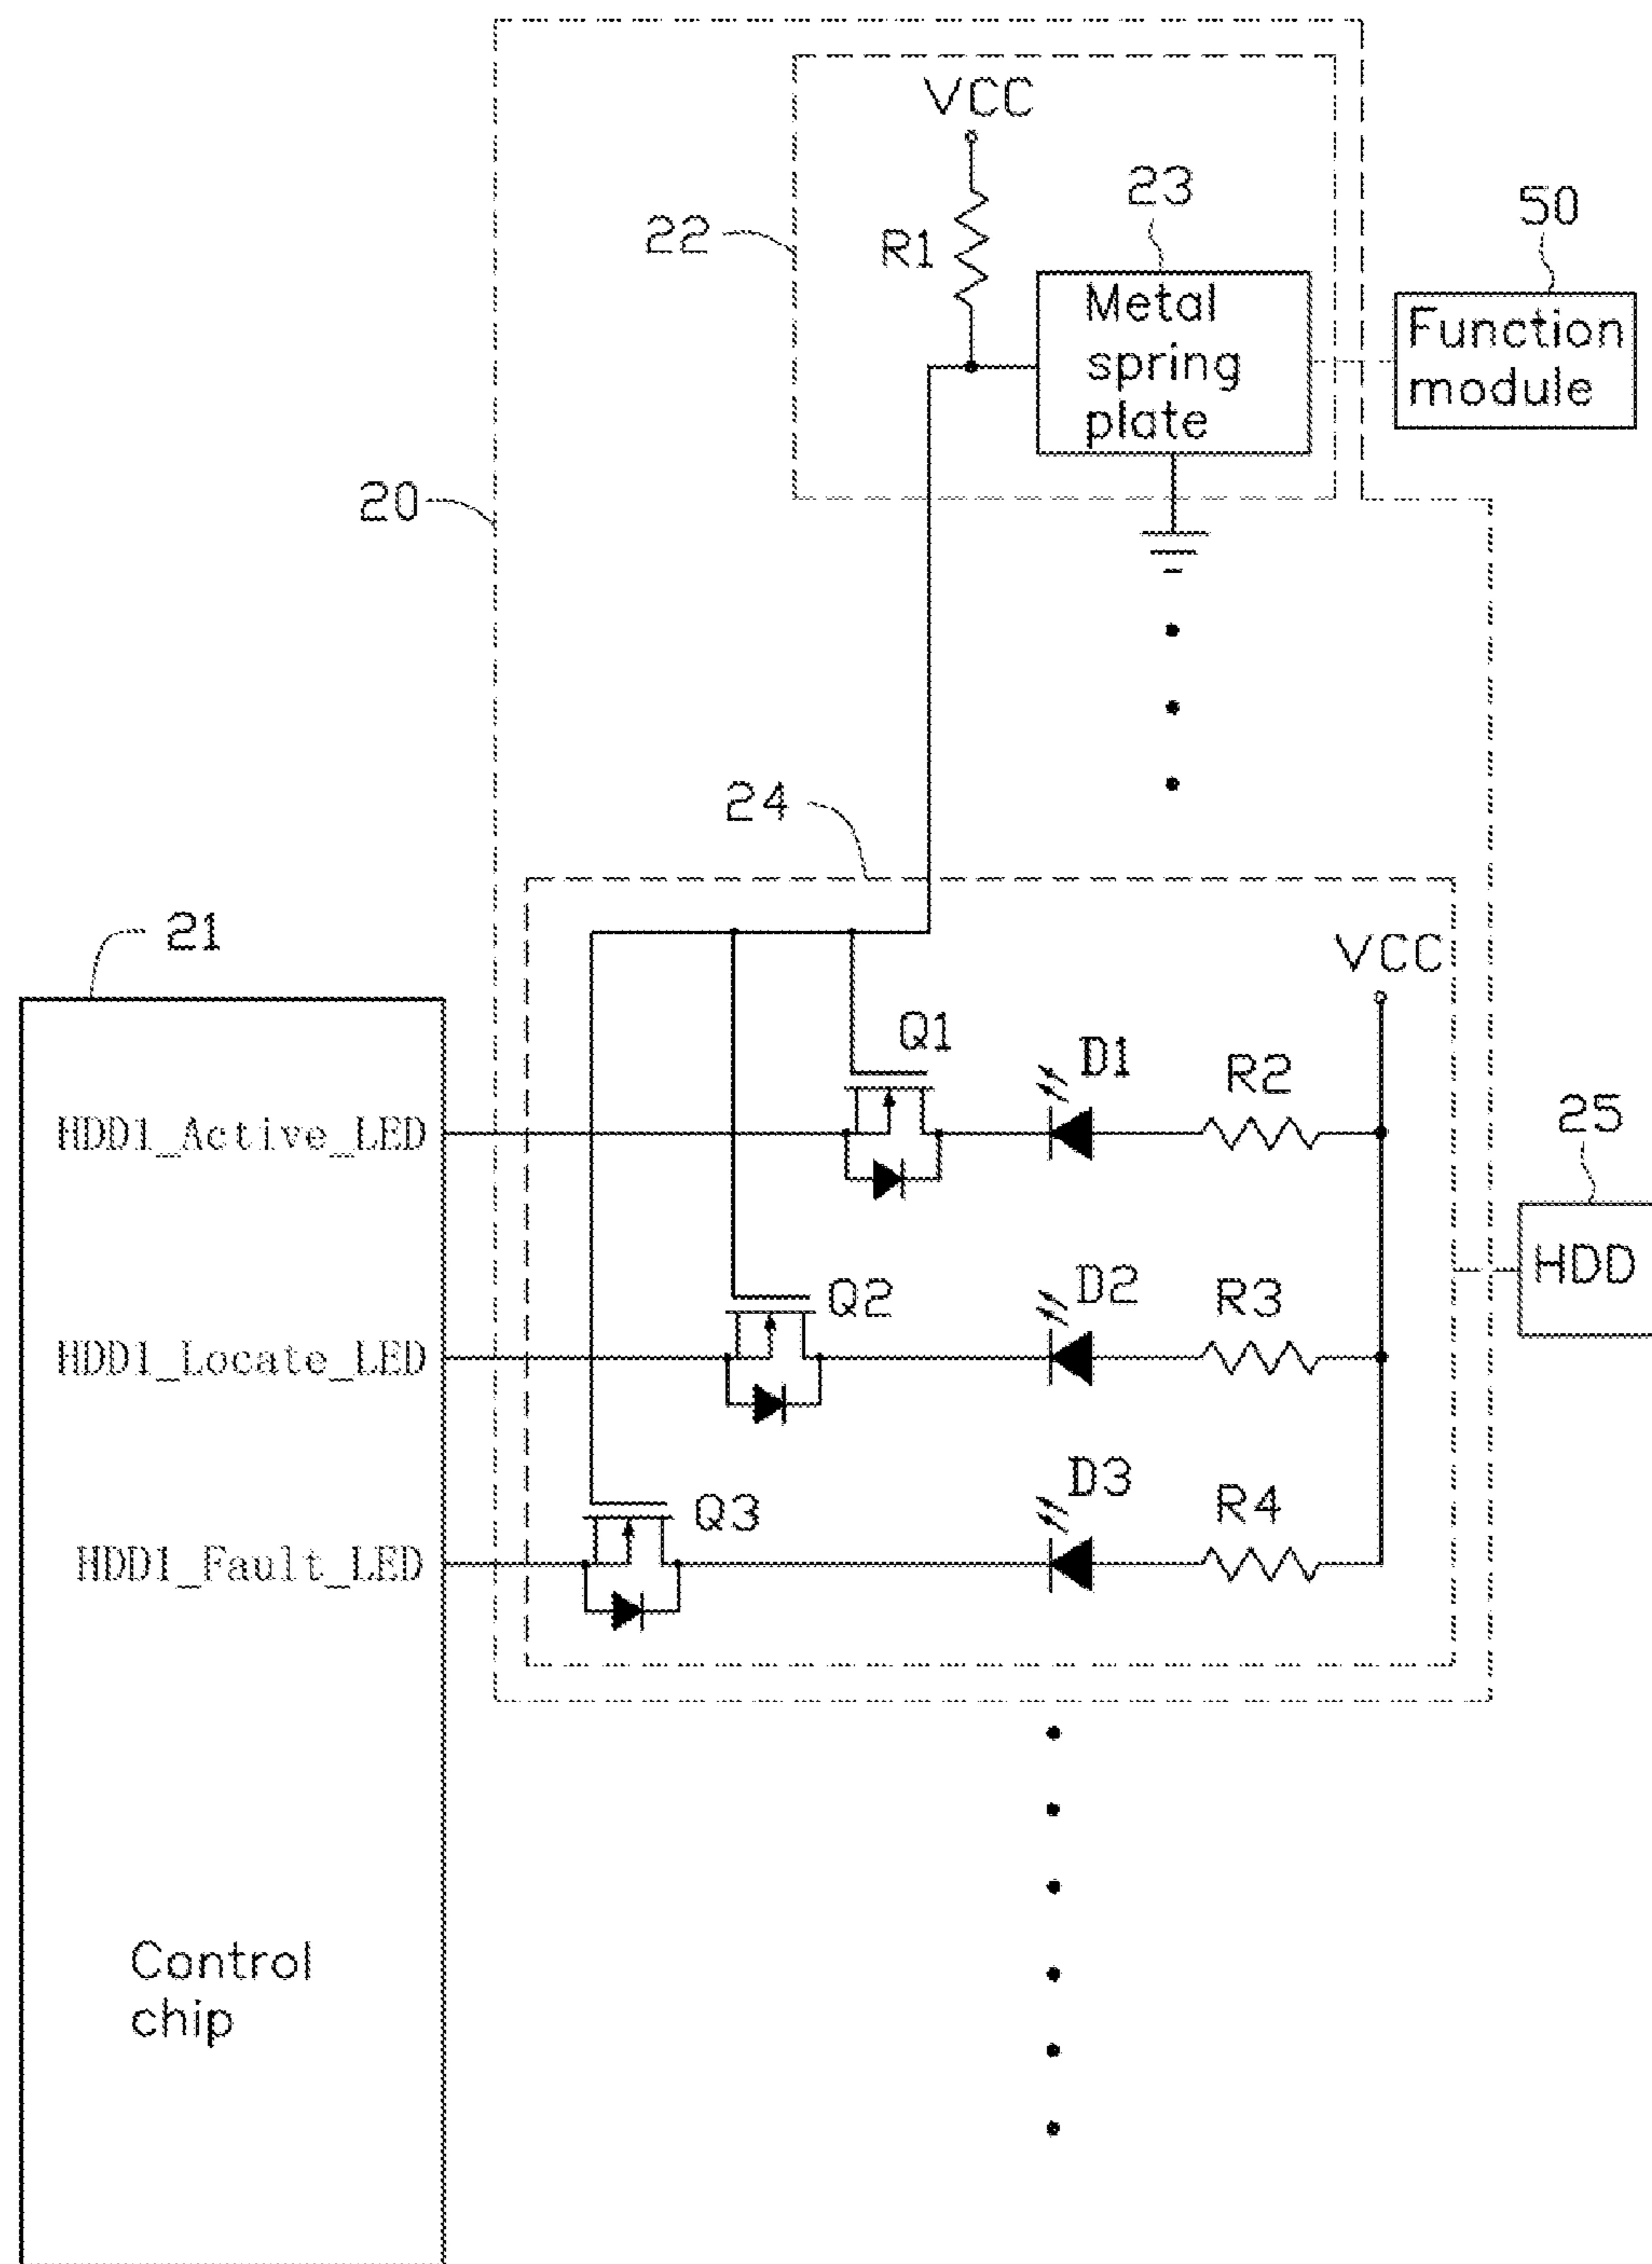 VCC
23
50
22
R1
Metal
spring
plate
Function
module
20
24
21
VCC
Q1
D1
R2
HDD1_Active_LED
25
HDD
Q2
D2
R3
HDD1_Locate_LED
Q3
D3
R4
HDD1_Fault_LED
Control
chip